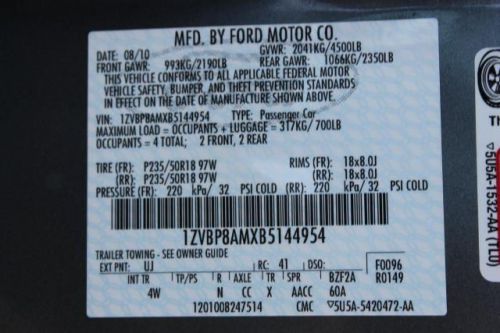 MFD. BY FORD MOTOR CO.
DATE: 08/10 GVWR: 2041KG/4500LB
FRONT GAWR: 993KG/2190LB REAR GAWR: 1066KG/2350LB
THIS VEHICLE CONFORMS TO ALL APPLICABLE FEDERAL MOTOR
VEHICLE SAFETY, BUMPER, AND THEFT PREVENTION STANDARDS
IN EFFECT ON THE DATE OF MANUFACTURE SHOWN ABOVE.
VIN: 1ZVBP8AMXB5144954 TYPE: Passenger Car
MAXIMUM LOAD = OCCUPANTS + LUGGAGE = 317KG/700LB
OCCUPANTS = 4 TOTAL; 2 FRONT, 2 REAR
TIRE (FR): P235/50R18 97W RIMS (FR): 18x8.0J
(RR): P235/50R18 97W (RR): 18x8.0J
PRESSURE (FR): 220 kPa/ 32 PSI COLD (RR): 220 kPa/ 32 PSI COLD
1ZVBP8AMXB5144954
TRAILER TOWING - SEE OWNER GUIDE
EXT PNT: UJ RC: 41 DSO: F0096
INT TR TP/PS R AXLE TR SPR BZF2A R0149
4W N CC X AACC 60A
1201008247514 CMC ▽5U5A-5420472-AA
▽5U5A-15324AA (TLO)